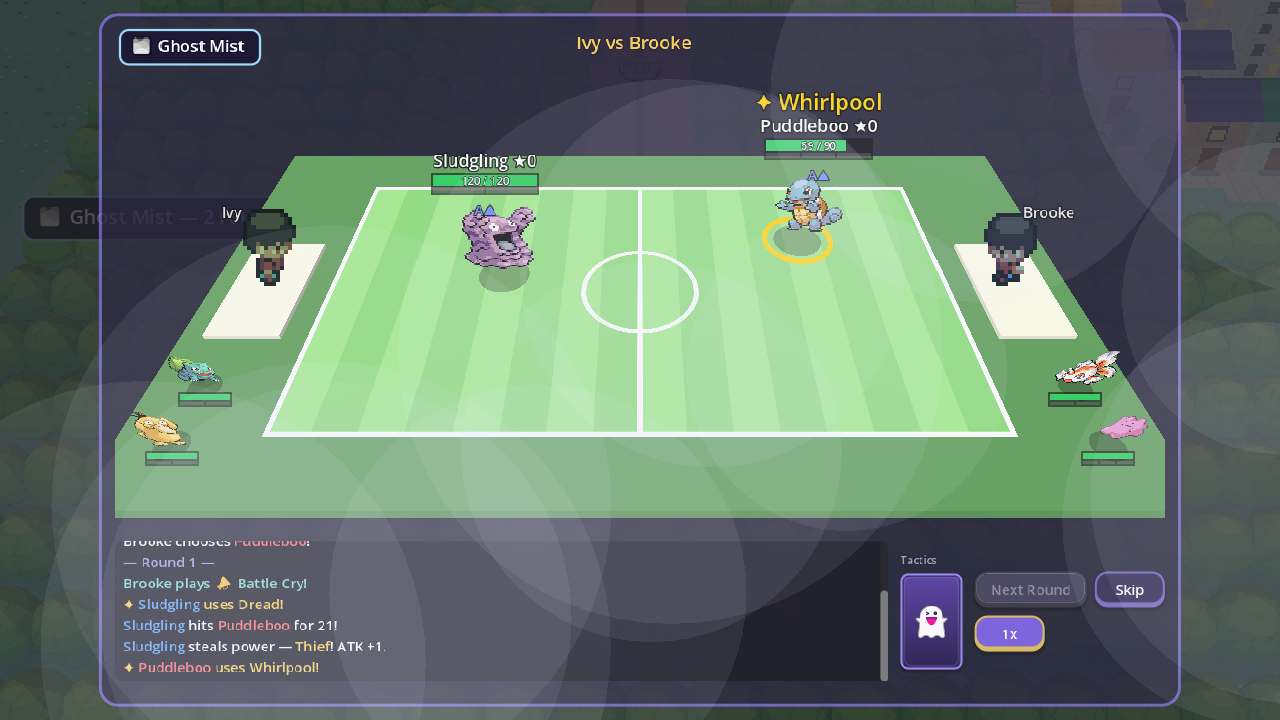 Ghost Mist
Ivy vs Brooke
✦ Whirlpool
Puddleboo ★0
69 / 90
Sludgling ★0
120 / 120
Ghost Mist — 2
Ivy
Brooke
Brooke chooses Puddleboo!
— Round 1 —
Brooke plays 📣 Battle Cry!
✦ Sludgling uses Dread!
Sludgling hits Puddleboo for 21!
Sludgling steals power — Thief! ATK +1.
✦ Puddleboo uses Whirlpool!
Tactics
Next Round
Skip
1x